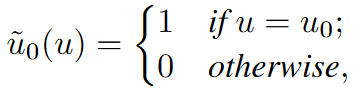 ũ₀(u) = { 1 if u = u₀;
0 otherwise,